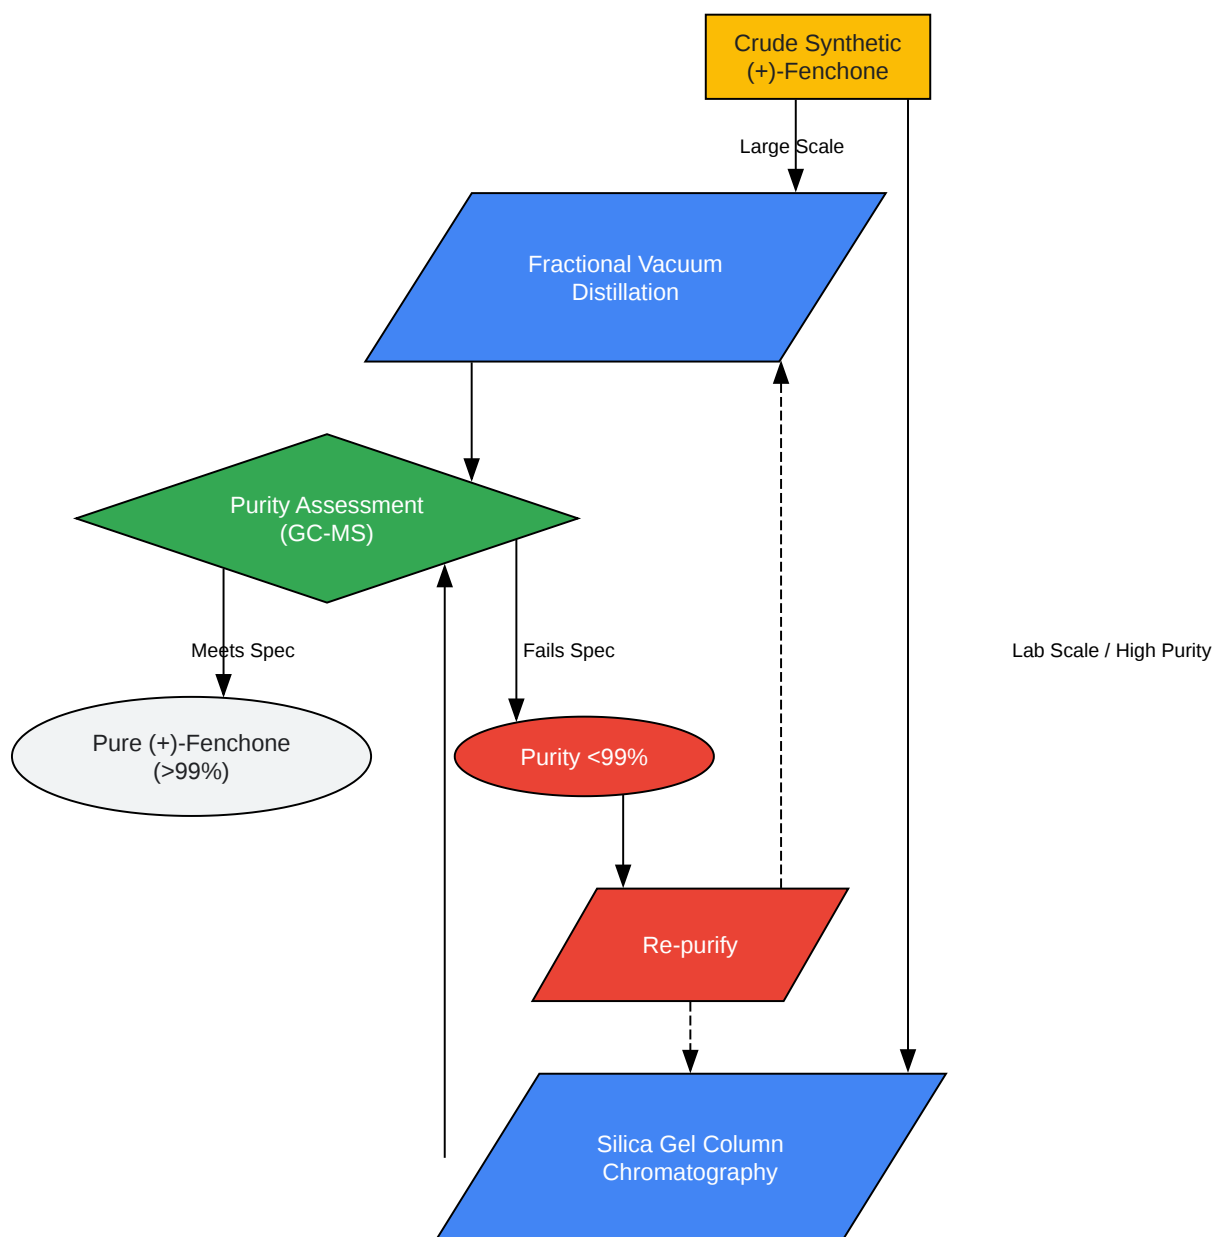 Crude Synthetic
(+)-Fenchone
Large Scale
Fractional Vacuum
Distillation
Purity Assessment
(GC-MS)
Meets Spec
Fails Spec
Lab Scale / High Purity
Pure (+)-Fenchone
(>99%)
Purity <99%
Re-purify
Silica Gel Column
Chromatography